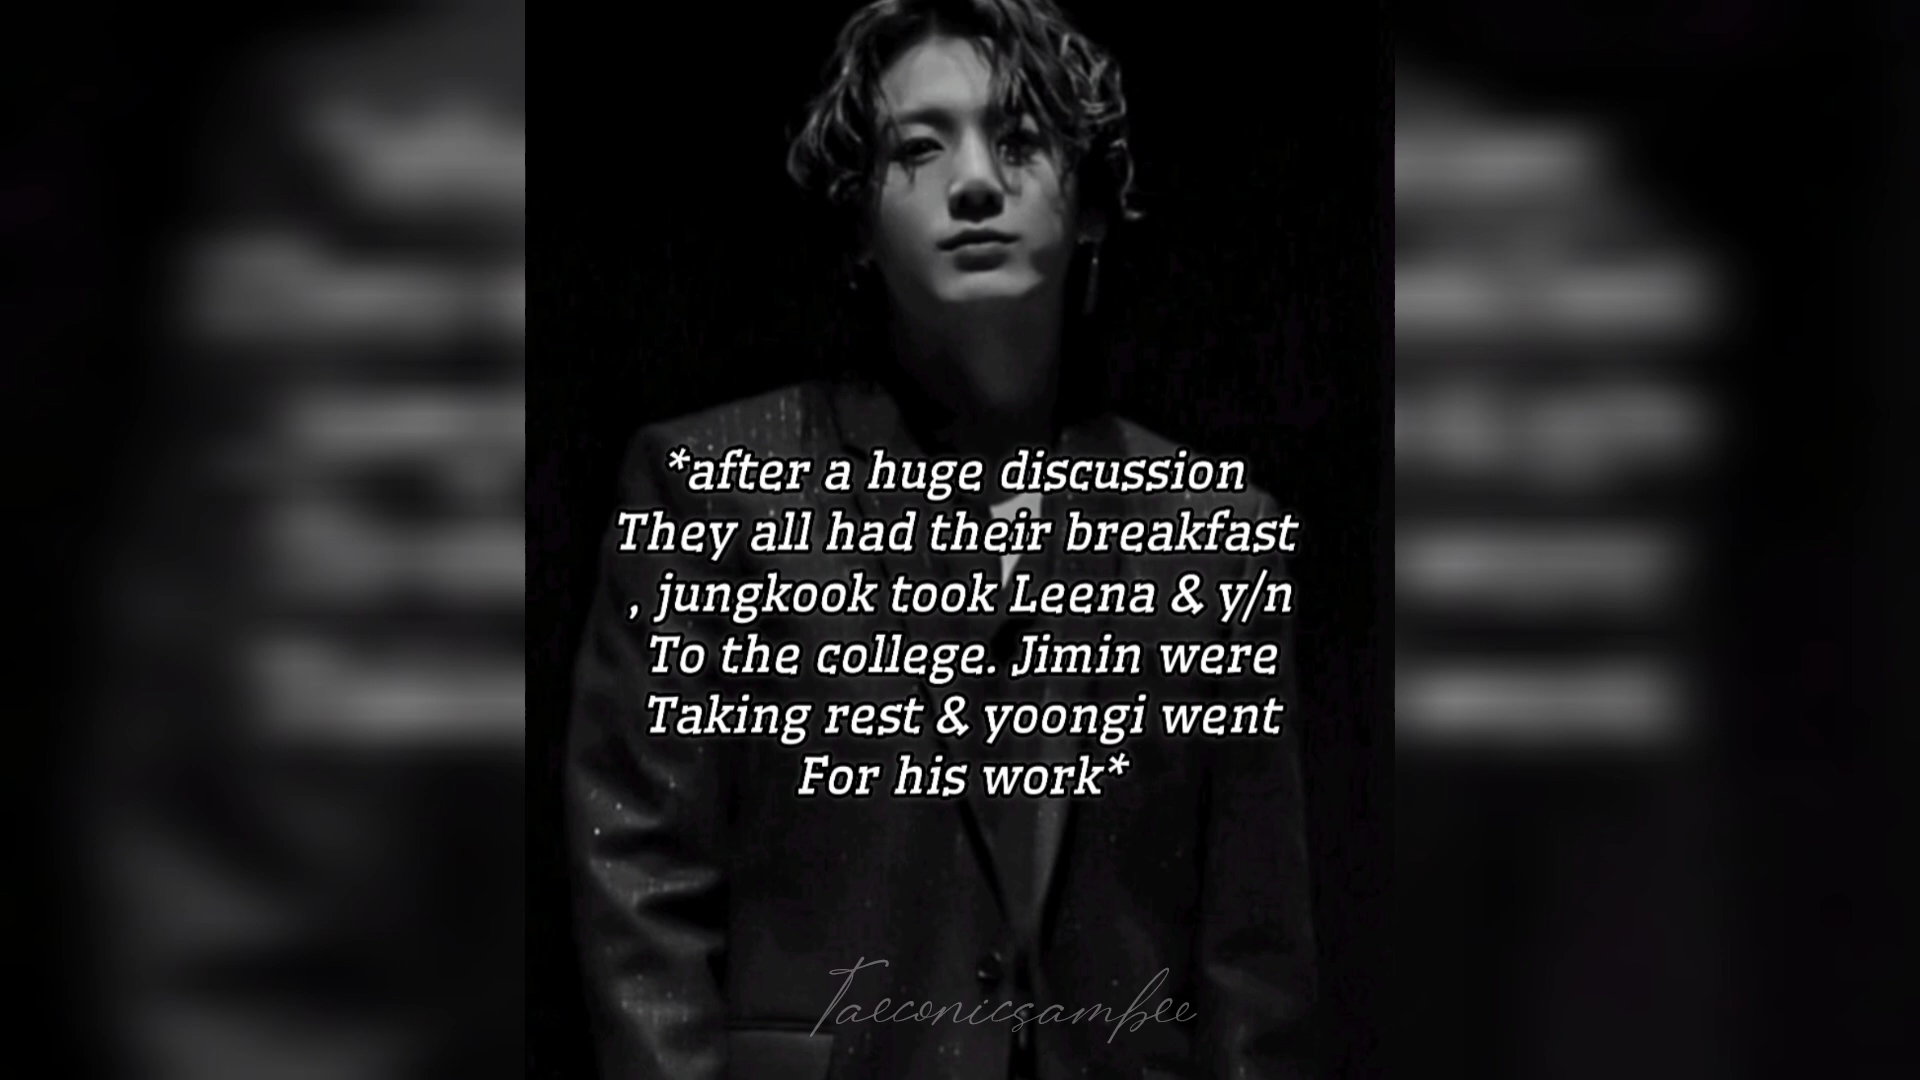 *after a huge discussion
They all had their breakfast
, jungkook took Leena & y/n
To the college. Jimin were
Taking rest & yoongi went
For his work*
Taeconicsambee